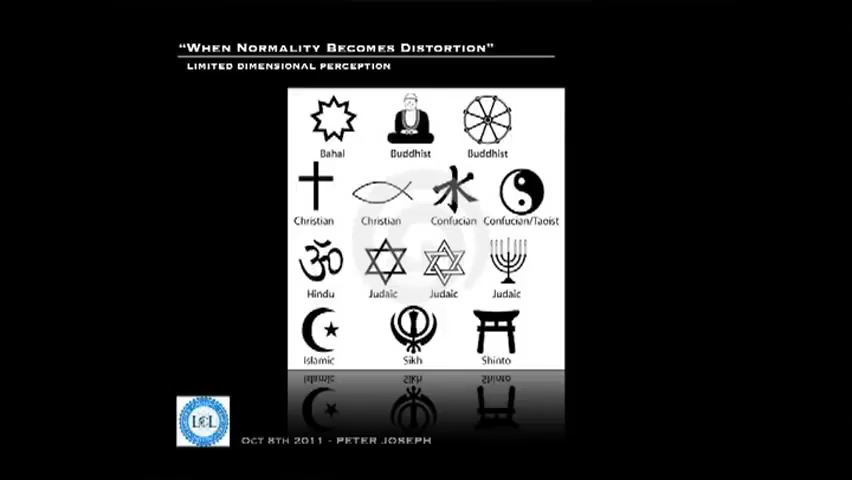 “When Normality Becomes Distortion”
Limited Dimensional Perception
Bahai Buddhist Buddhist
Christian Christian Confucian Confucian/Taoist
Hindu Judaic Judaic Judaic
Islamic Sikh Shinto
L&L
Oct 8th 2011 - Peter Joseph